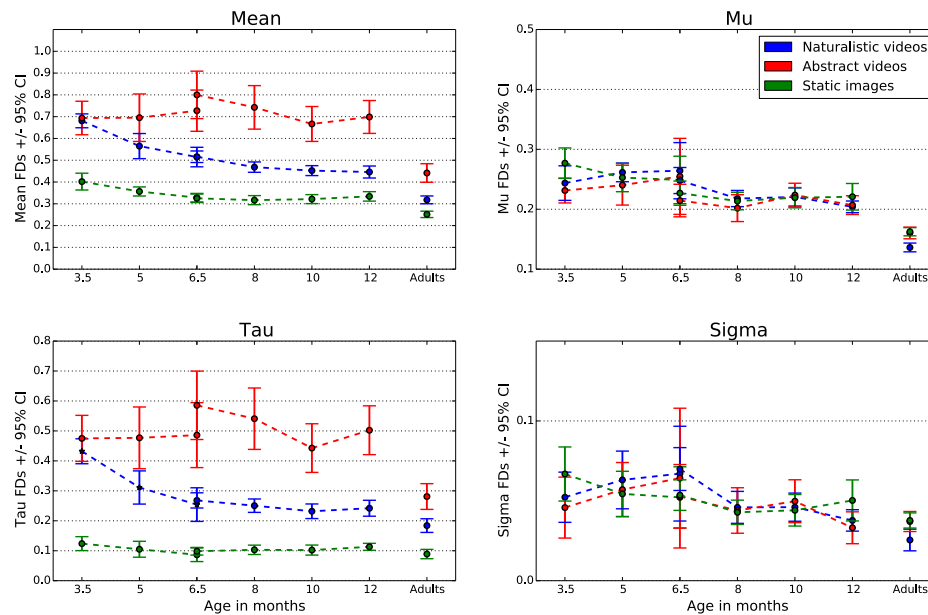 Mean
Mean FDs +/- 95% CI
1.0
0.9
0.8
0.7
0.6
0.5
0.4
0.3
0.2
0.1
0.0
3.5 5 6.5 8 10 12 Adults
Mu
Mu FDs +/- 95% CI
0.5
0.4
0.3
0.2
0.1
3.5 5 6.5 8 10 12 Adults
Naturalistic videos
Abstract videos
Static images
Tau
Tau FDs +/- 95% CI
0.8
0.7
0.6
0.5
0.4
0.3
0.2
0.1
0.0
3.5 5 6.5 8 10 12 Adults
Age in months
Sigma
Sigma FDs +/- 95% CI
0.1
0.0
3.5 5 6.5 8 10 12 Adults
Age in months